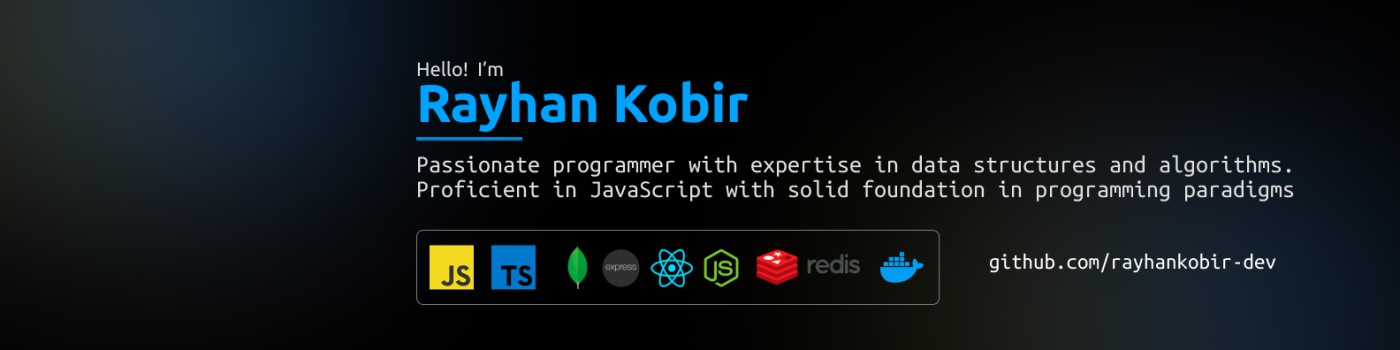 Hello! I'm
Rayhan Kobir
Passionate programmer with expertise in data structures and algorithms.
Proficient in JavaScript with solid foundation in programming paradigms
JS TS express JS redis
github.com/rayhankobir-dev